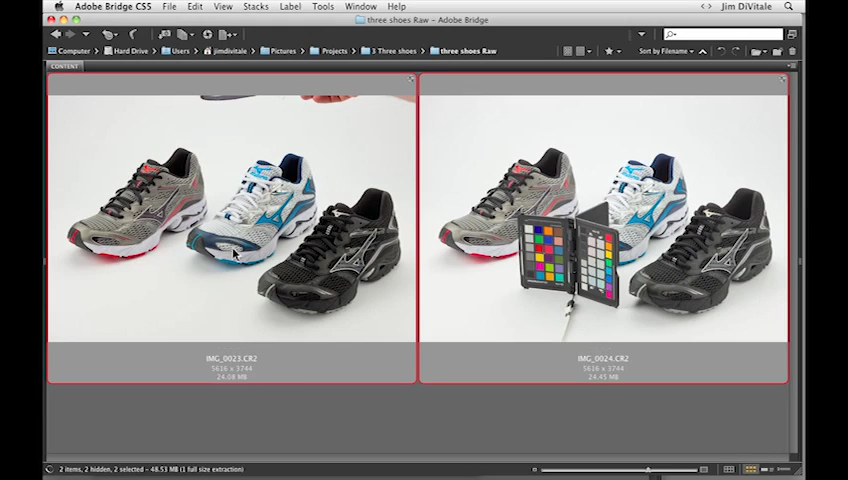 Adobe Bridge CS5 File Edit View Stacks Label Tools Window Help Jim DiVitale
three shoes Raw – Adobe Bridge
Computer Hard Drive Users jimdivitale Pictures Projects 3 Three shoes three shoes Raw Sort by Filename
CONTENT
IMG_0023.CR2 IMG_0024.CR2
5616 x 3744 5616 x 3744
24.08 MB 24.45 MB
2 items, 2 hidden, 2 selected – 48.53 MB (1 full size extraction)